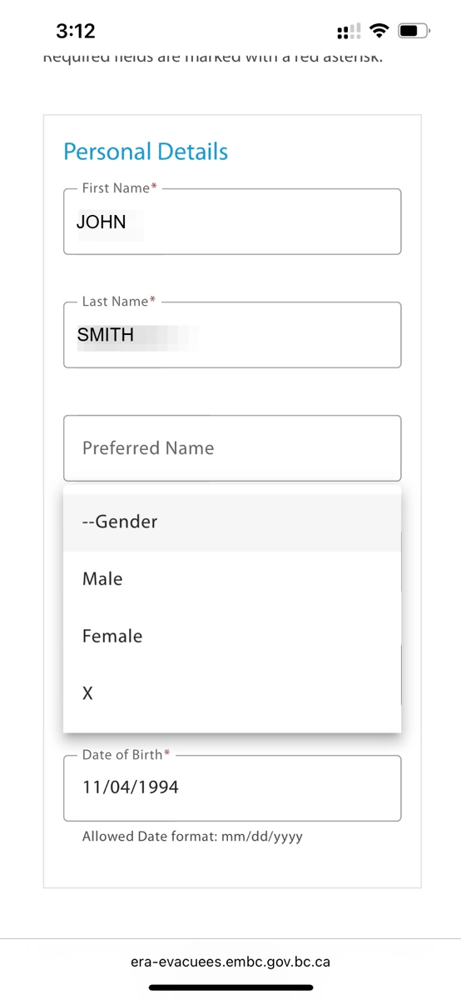 3:12
Required fields are marked with a red asterisk.
Personal Details
First Name*
JOHN
Last Name*
SMITH
Preferred Name
--Gender
Male
Female
X
Date of Birth*
11/04/1994
Allowed Date format: mm/dd/yyyy
era-evacuees.embc.gov.bc.ca